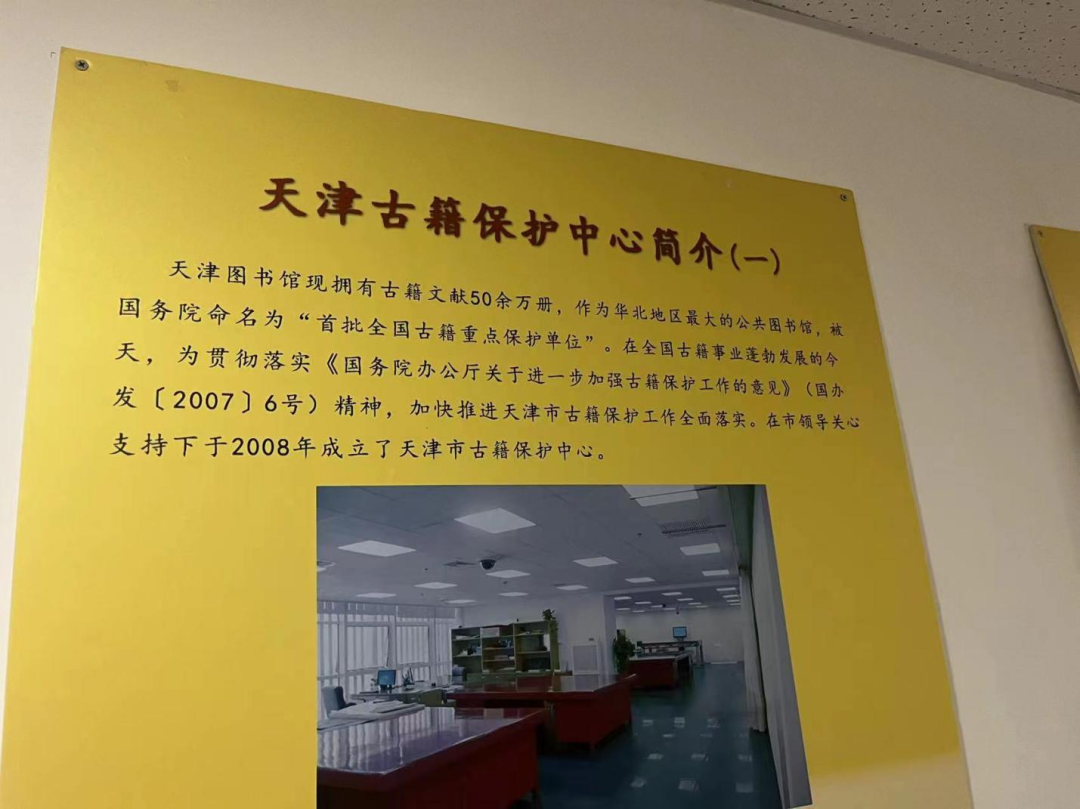 天津古籍保护中心简介(一)
天津图书馆现拥有古籍文献50余万册，作为华北地区最大的公共图书馆，被
国务院命名为“首批全国古籍重点保护单位”。在全国古籍事业蓬勃发展的今
天，为贯彻落实《国务院办公厅关于进一步加强古籍保护工作的意见》（国办
发〔2007〕6号）精神，加快推进天津市古籍保护工作全面落实。在市领导关心
支持下于2008年成立了天津市古籍保护中心。